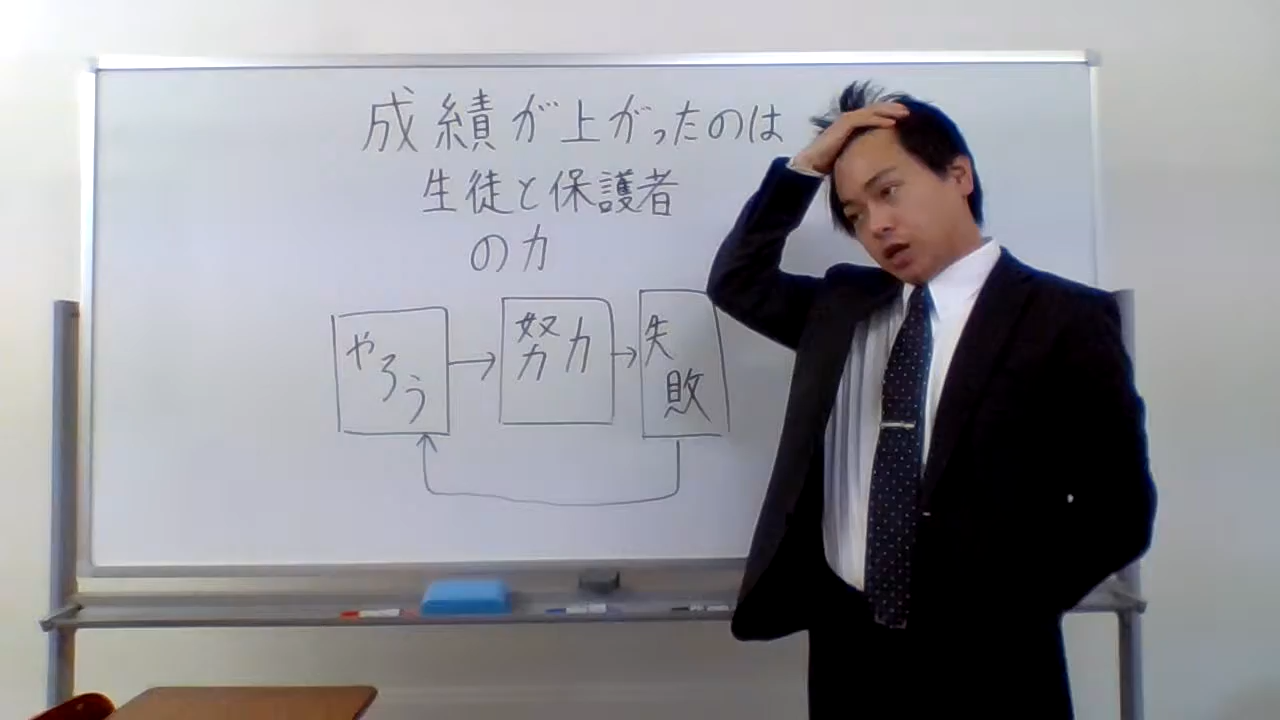 成績が上がったのは
生徒と保護者
の力
やろう
努力
失敗